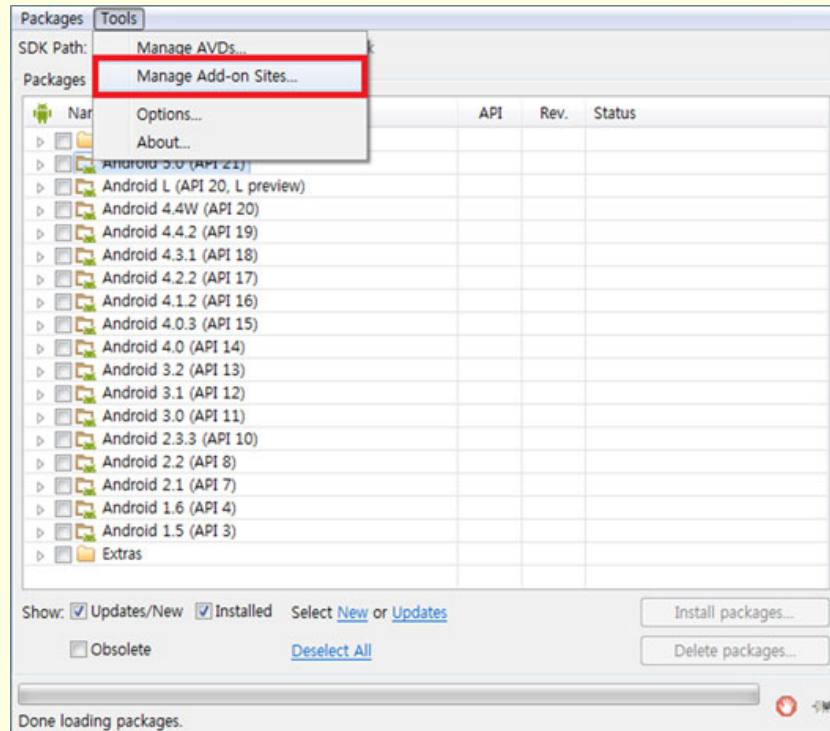 Packages Tools
SDK Path:
Manage AVDs...
Manage Add-on Sites...
Packages
Options...
About...
API Rev. Status
Android 5.0 (API 21)
Android L (API 20, L preview)
Android 4.4W (API 20)
Android 4.4.2 (API 19)
Android 4.3.1 (API 18)
Android 4.2.2 (API 17)
Android 4.1.2 (API 16)
Android 4.0.3 (API 15)
Android 4.0 (API 14)
Android 3.2 (API 13)
Android 3.1 (API 12)
Android 3.0 (API 11)
Android 2.3.3 (API 10)
Android 2.2 (API 8)
Android 2.1 (API 7)
Android 1.6 (API 4)
Android 1.5 (API 3)
Extras
Show: Updates/New Installed Select New or Updates Install packages...
Obsolete Deselect All Delete packages...
Done loading packages.